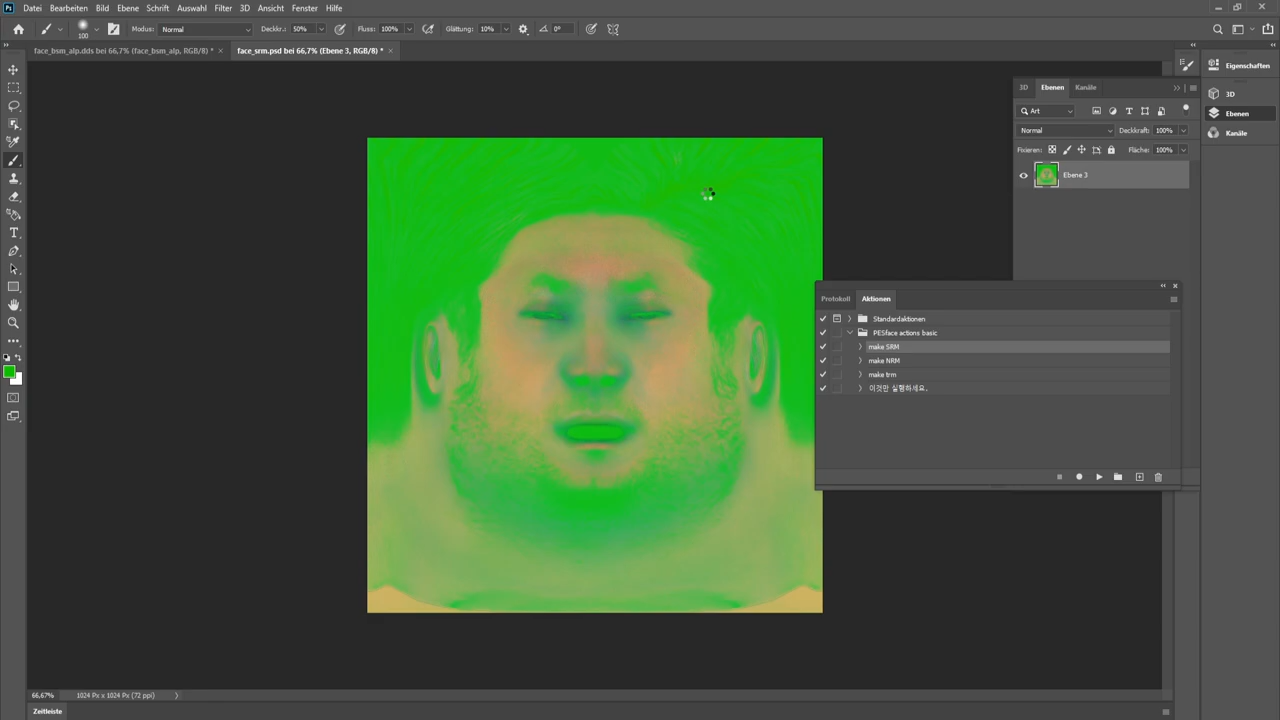 Ps Datei Bearbeiten Bild Ebene Schrift Auswahl Filter 3D Ansicht Fenster Hilfe
100 Modus: Normal Deckkr.: 50% Fluss: 100% Glättung: 10% 0°
face_bsm_alp.dds bei 66,7% (face_bsm_alp, RGB/8) * ×
face_srm.psd bei 66,7% (Ebene 3, RGB/8) * ×
3D Ebenen Kanäle
Art
Normal Deckkraft: 100%
Fixieren: Fläche: 100%
Ebene 3
Eigenschaften
3D
Ebenen
Kanäle
Protokoll Aktionen
Standardaktionen
PESface actions basic
make SRM
make NRM
make trm
이것만 실행하세요.
66,67% 1024 Px x 1024 Px (72 ppi)
Zeitleiste